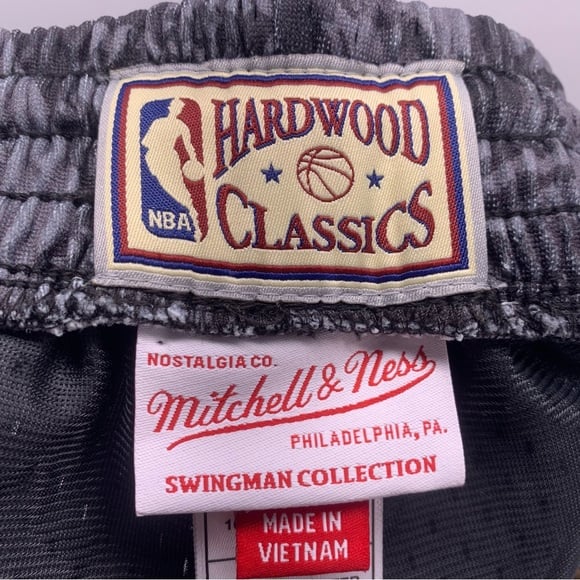 HARDWOOD
NBA
CLASSICS
NOSTALGIA CO.
Mitchell & Ness
PHILADELPHIA, PA.
SWINGMAN COLLECTION
MADE IN
VIETNAM